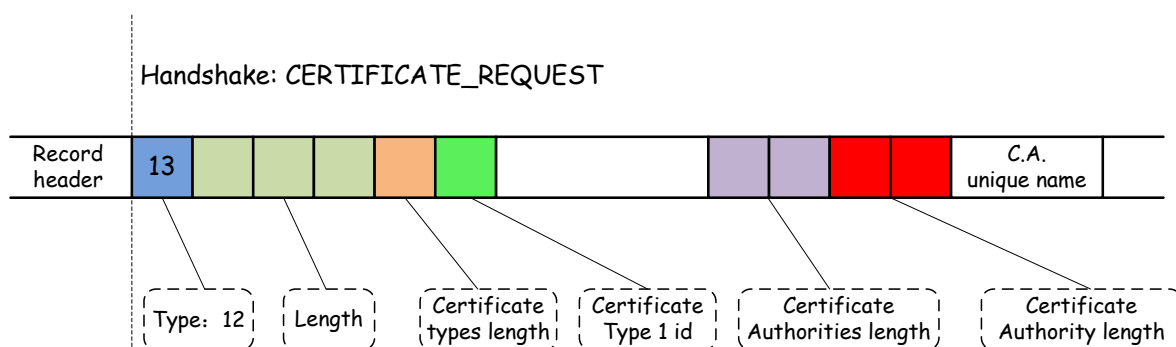 Handshake: CERTIFICATE_REQUEST
Record
header
13
C.A.
unique name
Type：12
Length
Certificate
types length
Certificate
Type 1 id
Certificate
Authorities length
Certificate
Authority length